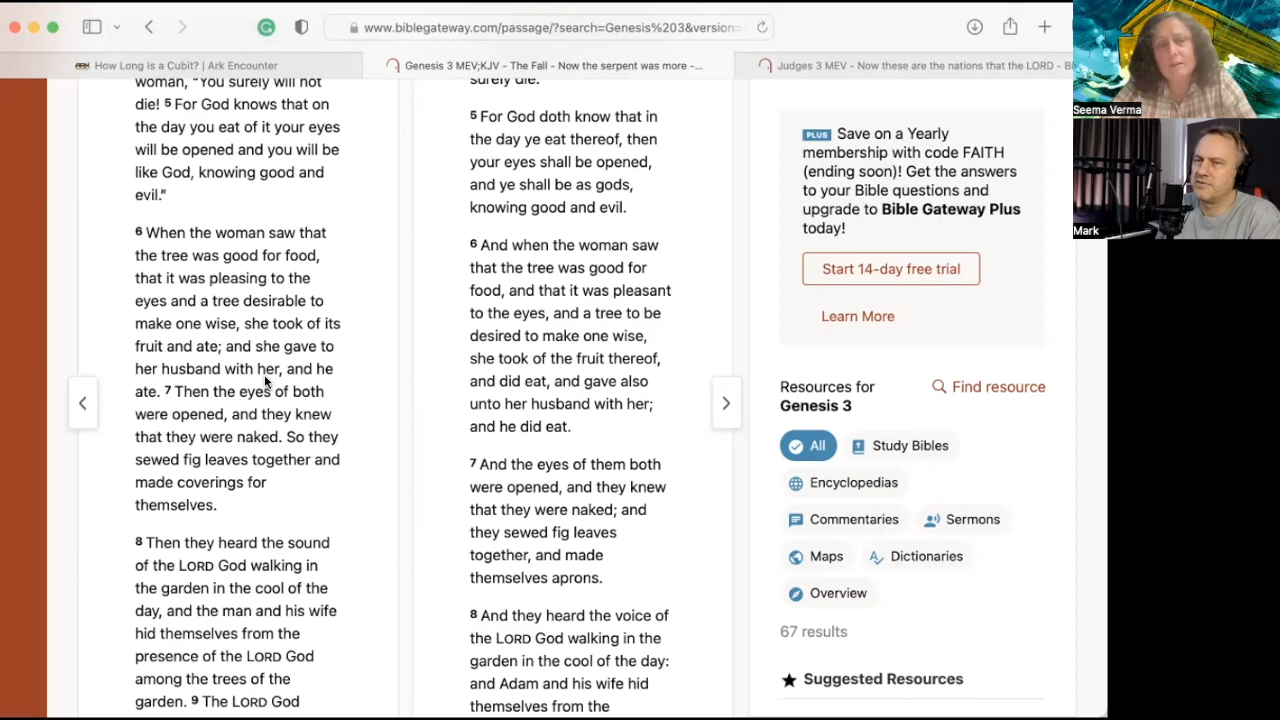 www.biblegateway.com/passage/?search=Genesis%203&version=
How Long Is a Cubit? | Ark Encounter
Genesis 3 MEV;KJV - The Fall - Now the serpent was more -...
Judges 3 MEV - Now these are the nations that the LORD - B
woman, “You surely will not
die! 5 For God knows that on
the day you eat of it your eyes
will be opened and you will be
like God, knowing good and
evil.”
6 When the woman saw that
the tree was good for food,
that it was pleasing to the
eyes and a tree desirable to
make one wise, she took of its
fruit and ate; and she gave to
her husband with her, and he
ate. 7 Then the eyes of both
were opened, and they knew
that they were naked. So they
sewed fig leaves together and
made coverings for
themselves.
8 Then they heard the sound
of the LORD God walking in
the garden in the cool of the
day, and the man and his wife
hid themselves from the
presence of the LORD God
among the trees of the
garden. 9 The LORD God
surely die.
5 For God doth know that in
the day ye eat thereof, then
your eyes shall be opened,
and ye shall be as gods,
knowing good and evil.
6 And when the woman saw
that the tree was good for
food, and that it was pleasant
to the eyes, and a tree to be
desired to make one wise,
she took of the fruit thereof,
and did eat, and gave also
unto her husband with her;
and he did eat.
7 And the eyes of them both
were opened, and they knew
that they were naked; and
they sewed fig leaves
together, and made
themselves aprons.
8 And they heard the voice of
the LORD God walking in the
garden in the cool of the day:
and Adam and his wife hid
themselves from the
PLUS Save on a Yearly
membership with code FAITH
(ending soon)! Get the answers
to your Bible questions and
upgrade to Bible Gateway Plus
today!
Start 14-day free trial
Learn More
Resources for
Genesis 3
Find resource
All
Study Bibles
Encyclopedias
Commentaries
Sermons
Maps
Dictionaries
Overview
67 results
★ Suggested Resources
Seema Verma
Mark